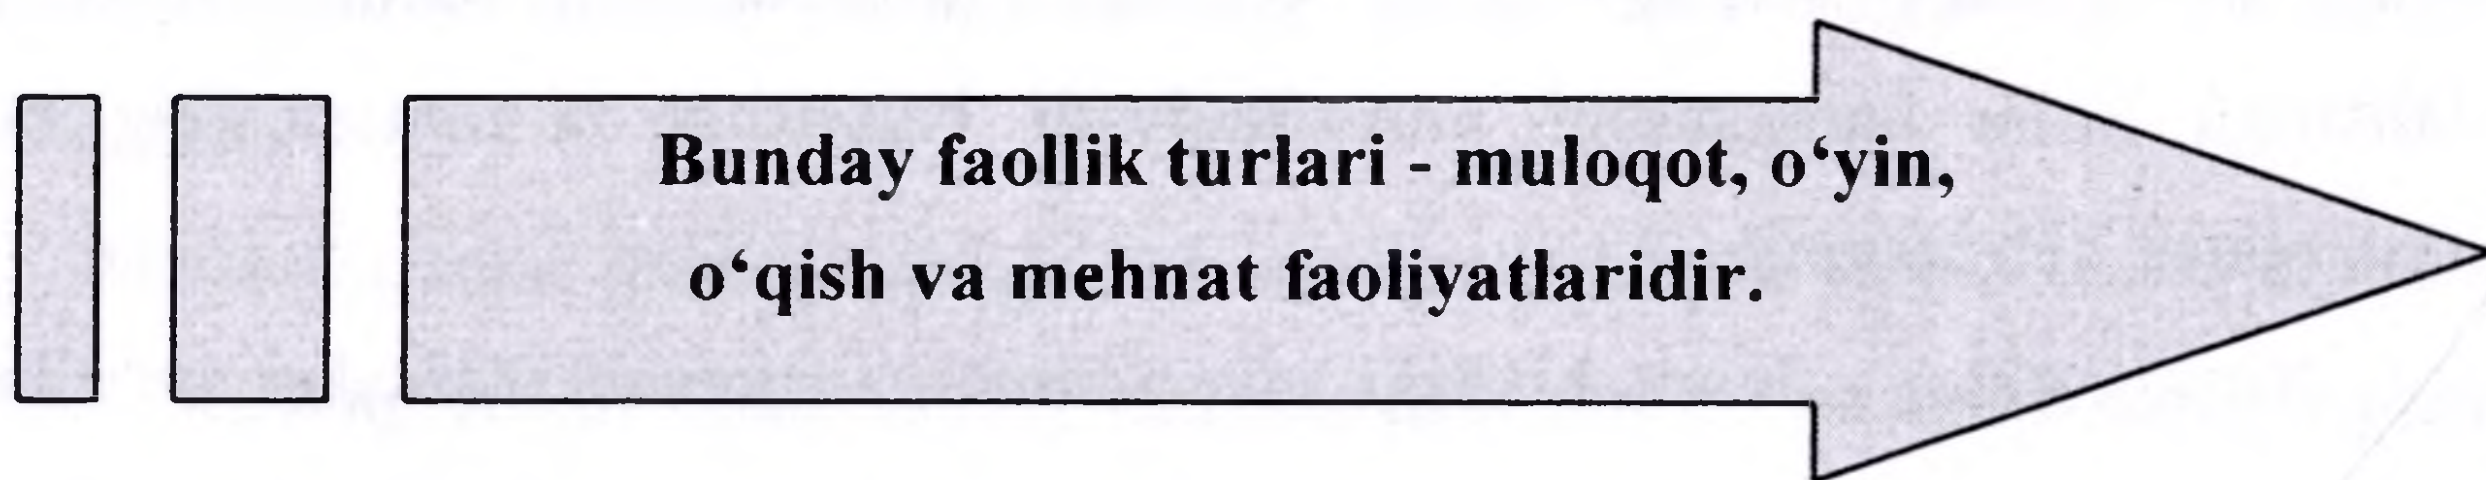 Bunday faollik turlari - muloqot, o‘yin,
o‘qish va mehnat faoliyatlaridir.